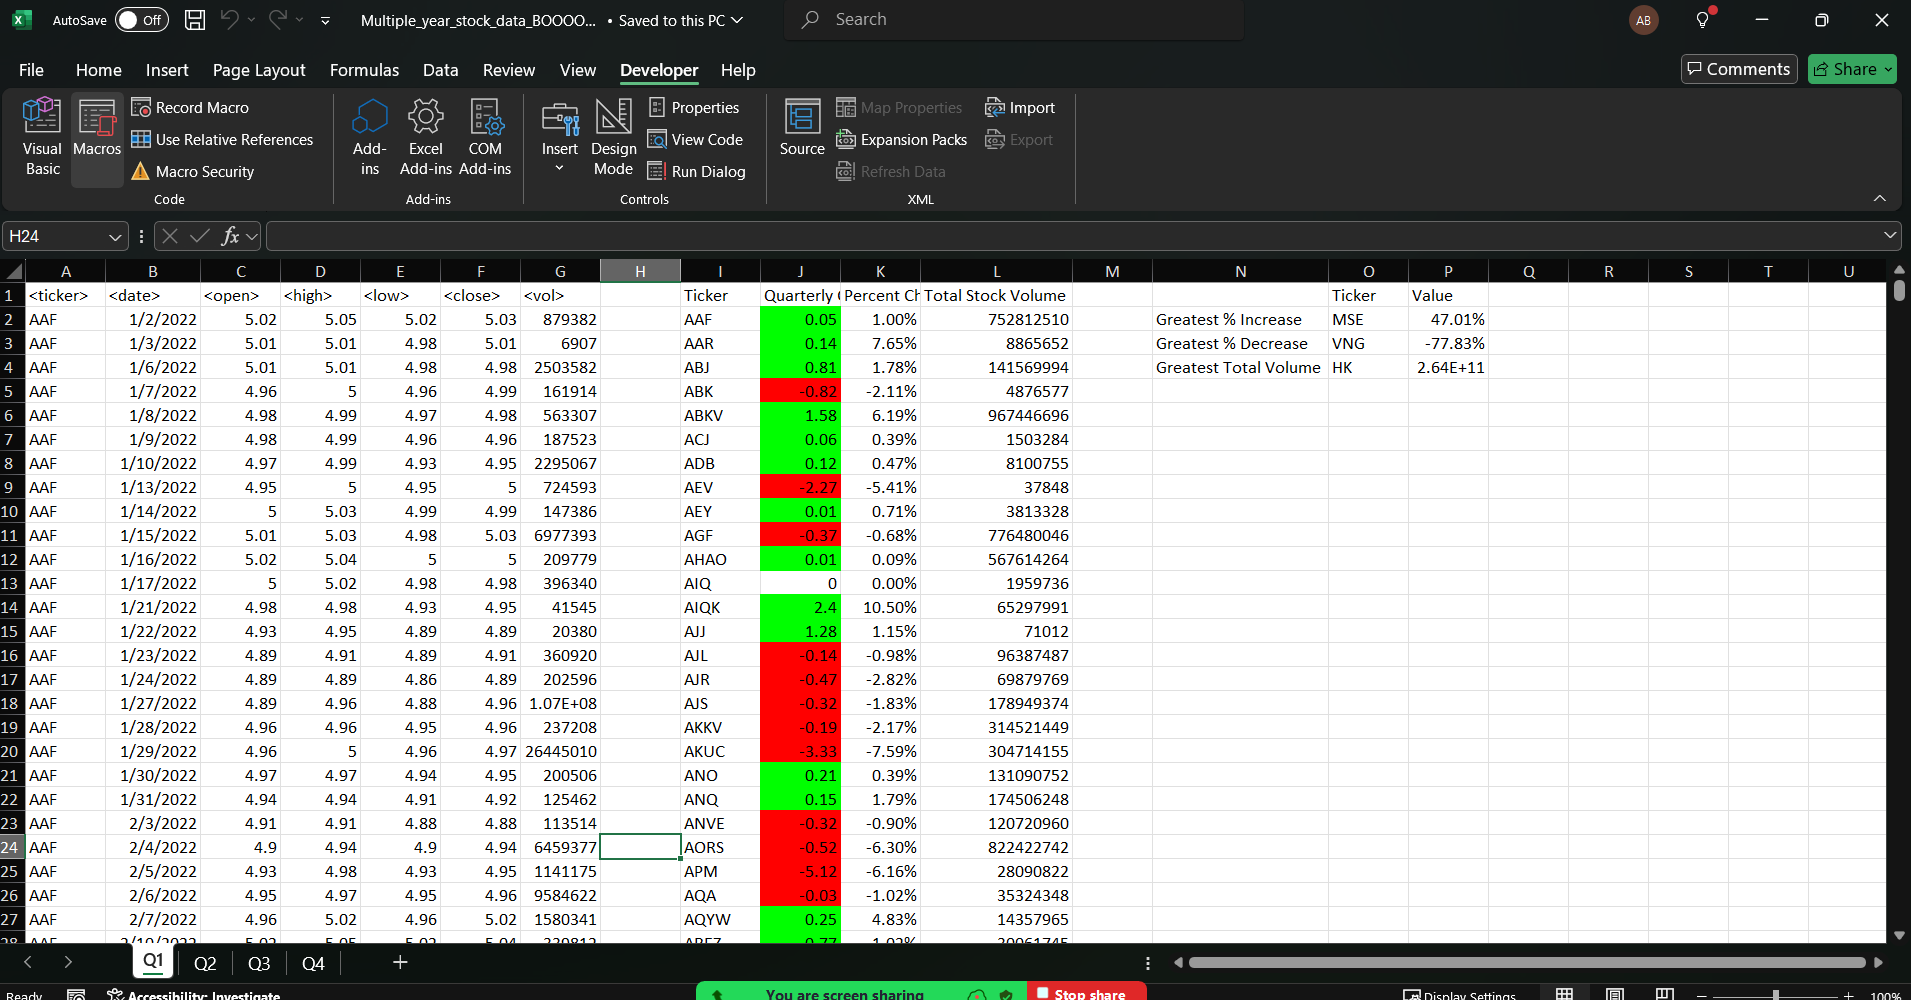 AutoSave Off Multiple_year_stock_data_BOOOO... • Saved to this PC Search AB
File Home Insert Page Layout Formulas Data Review View Developer Help Comments Share
Visual Basic
Macros
Record Macro
Use Relative References
Macro Security
Code
Add-ins
Excel Add-ins
COM Add-ins
Add-ins
Insert
Design Mode
Properties
View Code
Run Dialog
Controls
Source
Map Properties
Expansion Packs
Refresh Data
Import
Export
XML
H24 fx
A B C D E F G H I J K L M N O P Q R S T U
1 <ticker> <date> <open> <high> <low> <close> <vol> Ticker Quarterly Percent Ch Total Stock Volume Ticker Value
2 AAF 1/2/2022 5.02 5.05 5.02 5.03 879382 AAF 0.05 1.00% 752812510 Greatest % Increase MSE 47.01%
3 AAF 1/3/2022 5.01 5.01 4.98 5.01 6907 AAR 0.14 7.65% 8865652 Greatest % Decrease VNG -77.83%
4 AAF 1/6/2022 5.01 5.01 4.98 4.98 2503582 ABJ 0.81 1.78% 141569994 Greatest Total Volume HK 2.64E+11
5 AAF 1/7/2022 4.96 5 4.96 4.99 161914 ABK -0.82 -2.11% 4876577
6 AAF 1/8/2022 4.98 4.99 4.97 4.98 563307 ABKV 1.58 6.19% 967446696
7 AAF 1/9/2022 4.98 4.99 4.96 4.96 187523 ACJ 0.06 0.39% 1503284
8 AAF 1/10/2022 4.97 4.99 4.93 4.95 2295067 ADB 0.12 0.47% 8100755
9 AAF 1/13/2022 4.95 5 4.95 5 724593 AEV -2.27 -5.41% 37848
10 AAF 1/14/2022 5 5.03 4.99 4.99 147386 AEY 0.01 0.71% 3813328
11 AAF 1/15/2022 5.01 5.03 4.98 5.03 6977393 AGF -0.37 -0.68% 776480046
12 AAF 1/16/2022 5.02 5.04 5 5 209779 AHAO 0.01 0.09% 567614264
13 AAF 1/17/2022 5 5.02 4.98 4.98 396340 AIQ 0 0.00% 1959736
14 AAF 1/21/2022 4.98 4.98 4.93 4.95 41545 AIQK 2.4 10.50% 65297991
15 AAF 1/22/2022 4.93 4.95 4.89 4.89 20380 AJJ 1.28 1.15% 71012
16 AAF 1/23/2022 4.89 4.91 4.89 4.91 360920 AJL -0.14 -0.98% 96387487
17 AAF 1/24/2022 4.89 4.89 4.86 4.89 202596 AJR -0.47 -2.82% 69879769
18 AAF 1/27/2022 4.89 4.96 4.88 4.96 1.07E+08 AJS -0.32 -1.83% 178949374
19 AAF 1/28/2022 4.96 4.96 4.95 4.96 237208 AKKV -0.19 -2.17% 314521449
20 AAF 1/29/2022 4.96 5 4.96 4.97 26445010 AKUC -3.33 -7.59% 304714155
21 AAF 1/30/2022 4.97 4.97 4.94 4.95 200506 ANO 0.21 0.39% 131090752
22 AAF 1/31/2022 4.94 4.94 4.91 4.92 125462 ANQ 0.15 1.79% 174506248
23 AAF 2/3/2022 4.91 4.91 4.88 4.88 113514 ANVE -0.32 -0.90% 120720960
24 AAF 2/4/2022 4.9 4.94 4.9 4.94 6459377 AORS -0.52 -6.30% 822422742
25 AAF 2/5/2022 4.93 4.98 4.93 4.95 1141175 APM -5.12 -6.16% 28090822
26 AAF 2/6/2022 4.95 4.97 4.95 4.96 9584622 AQA -0.03 -1.02% 35324348
27 AAF 2/7/2022 4.96 5.02 4.96 5.02 1580341 AQYW 0.25 4.83% 14357965
Q1 Q2 Q3 Q4
Ready Accessibility: Investigate You are screen sharing Stop share Display Settings 100%